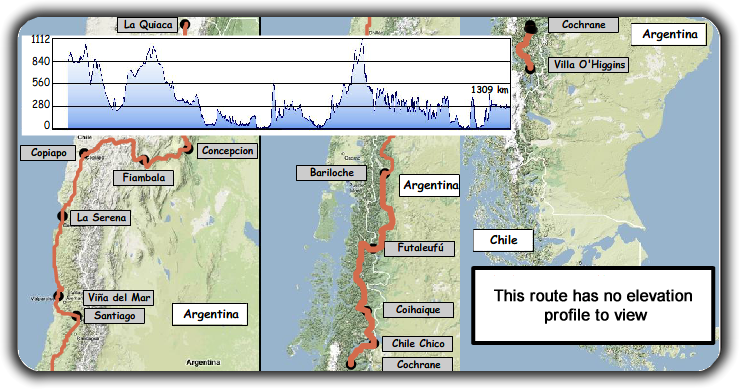 La Quiaca
1112
840
560
280
0
1309 km
Copiapo
Concepcion
Fiambala
La Serena
Viña del Mar
Santiago
Argentina
Argentina
Bariloche
Argentina
Futaleufú
Coihaique
Chile Chico
Cochrane
Cochrane
Argentina
Villa O'Higgins
Chile
This route has no elevation
profile to view